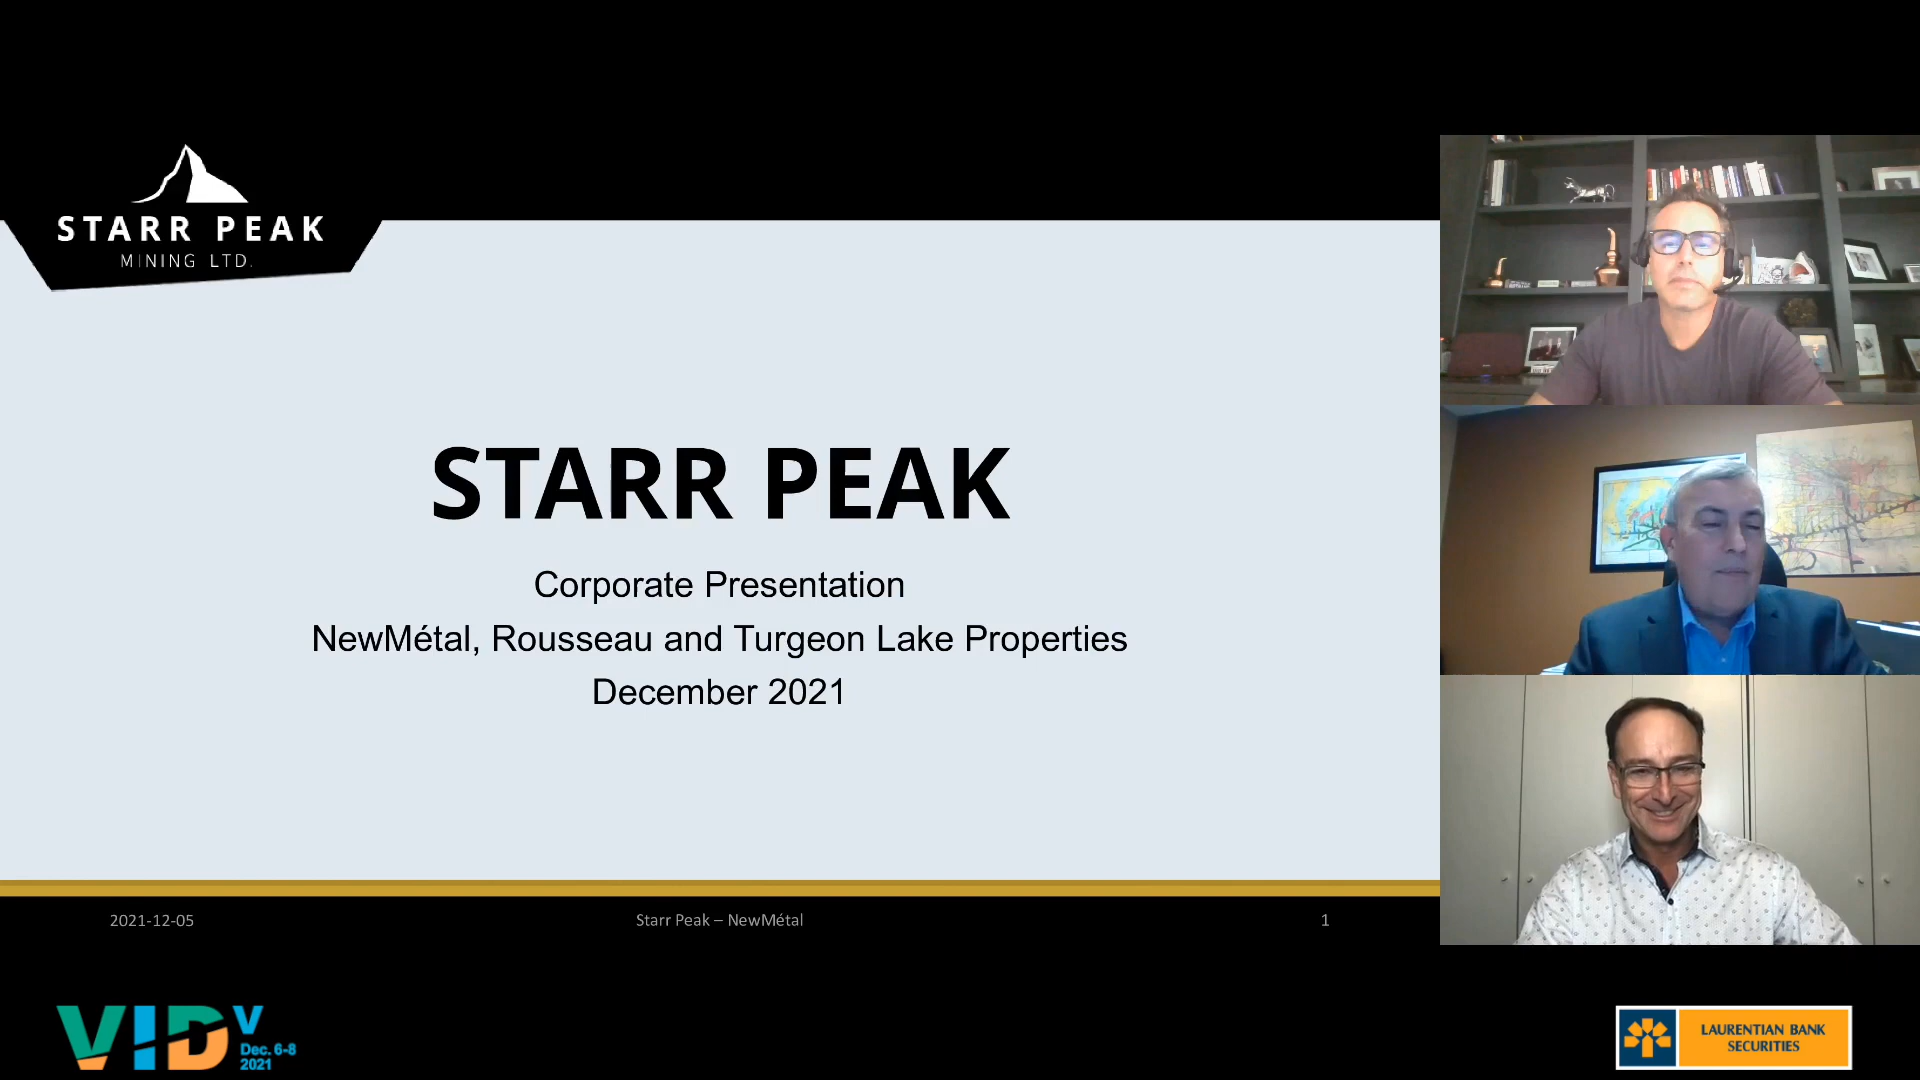 STARR PEAK
MINING LTD.
STARR PEAK
Corporate Presentation
NewMétal, Rousseau and Turgeon Lake Properties
December 2021
2021-12-05
Starr Peak – NewMétal
1
VID V
Dec. 6-8
2021
LAURENTIAN BANK
SECURITIES